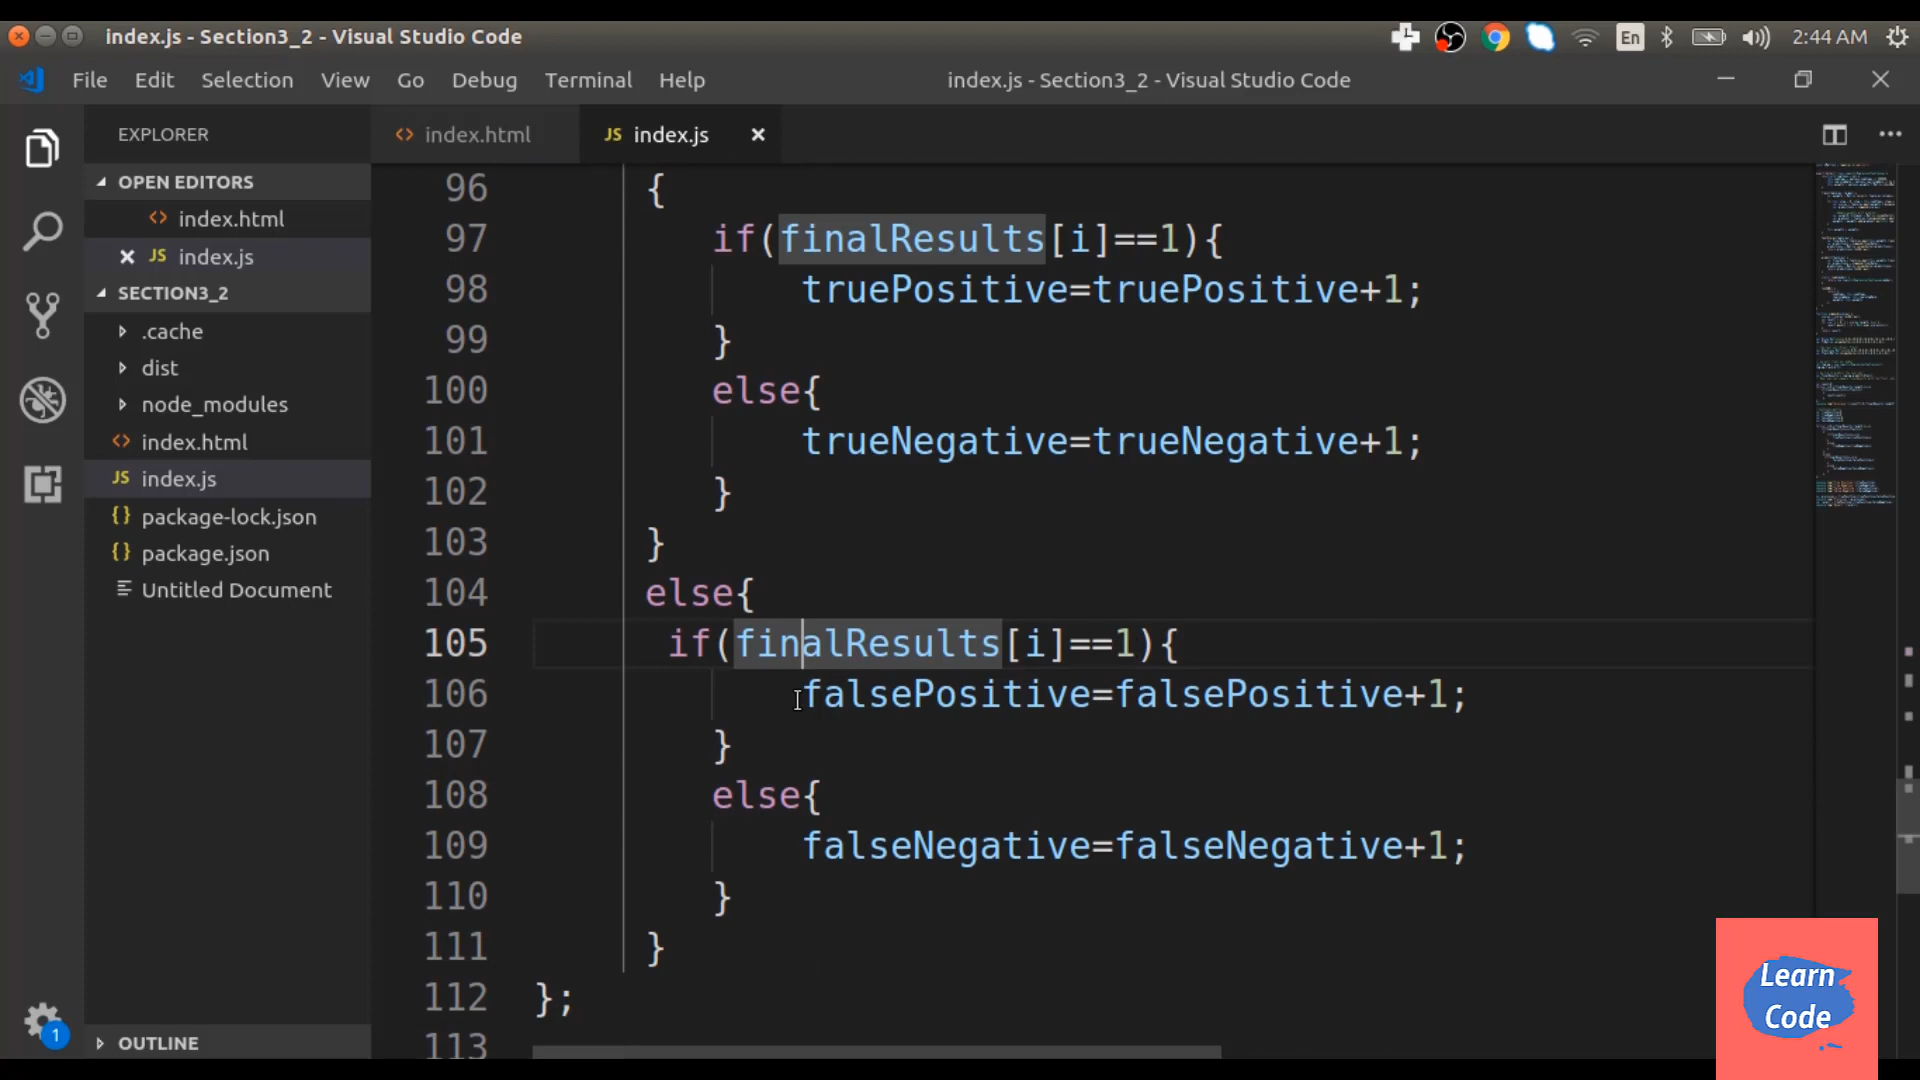 index.js - Section3_2 - Visual Studio Code
En
2:44 AM
File Edit Selection View Go Debug Terminal Help
index.js - Section3_2 - Visual Studio Code
EXPLORER
OPEN EDITORS
<> index.html
JS index.js
SECTION3_2
.cache
dist
node_modules
<> index.html
JS index.js
{} package-lock.json
{} package.json
Untitled Document
OUTLINE
1
<> index.html
JS index.js
96 {
97 if(finalResults[i]==1){
98 truePositive=truePositive+1;
99 }
100 else{
101 trueNegative=trueNegative+1;
102 }
103 }
104 else{
105 if(finalResults[i]==1){
106 falsePositive=falsePositive+1;
107 }
108 else{
109 falseNegative=falseNegative+1;
110 }
111 }
112 };
113
Learn
Code